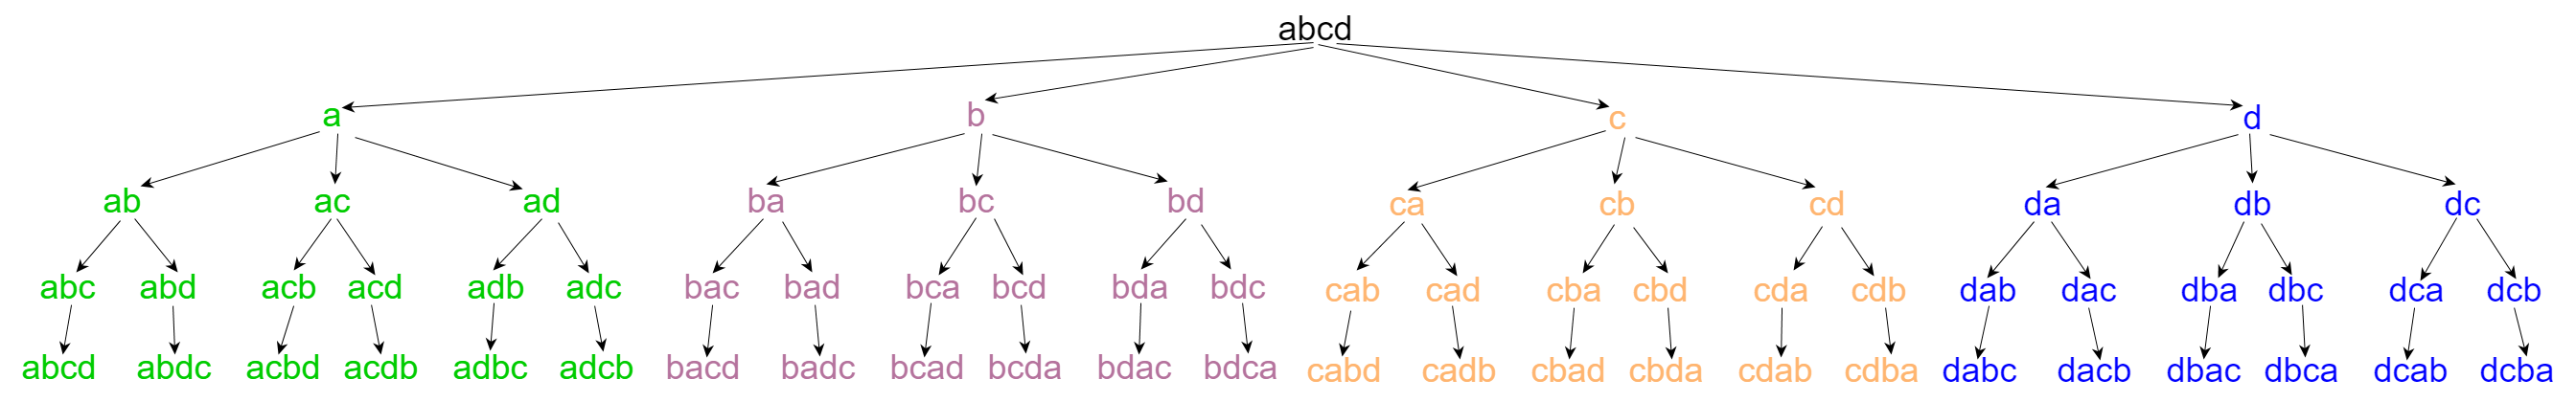 abcd
a b c d
ab ac ad ba bc bd ca cb cd da db dc
abc abd acb acd adb adc bac bad bca bcd bda bdc cab cad cba cbd cda cdb dab dac dba dbc dca dcb
abcd abdc acbd acdb adbc adcb bacd badc bcad bcda bdac bdca cabd cadb cbad cbda cdab cdba dabc dacb dbac dbca dcab dcba